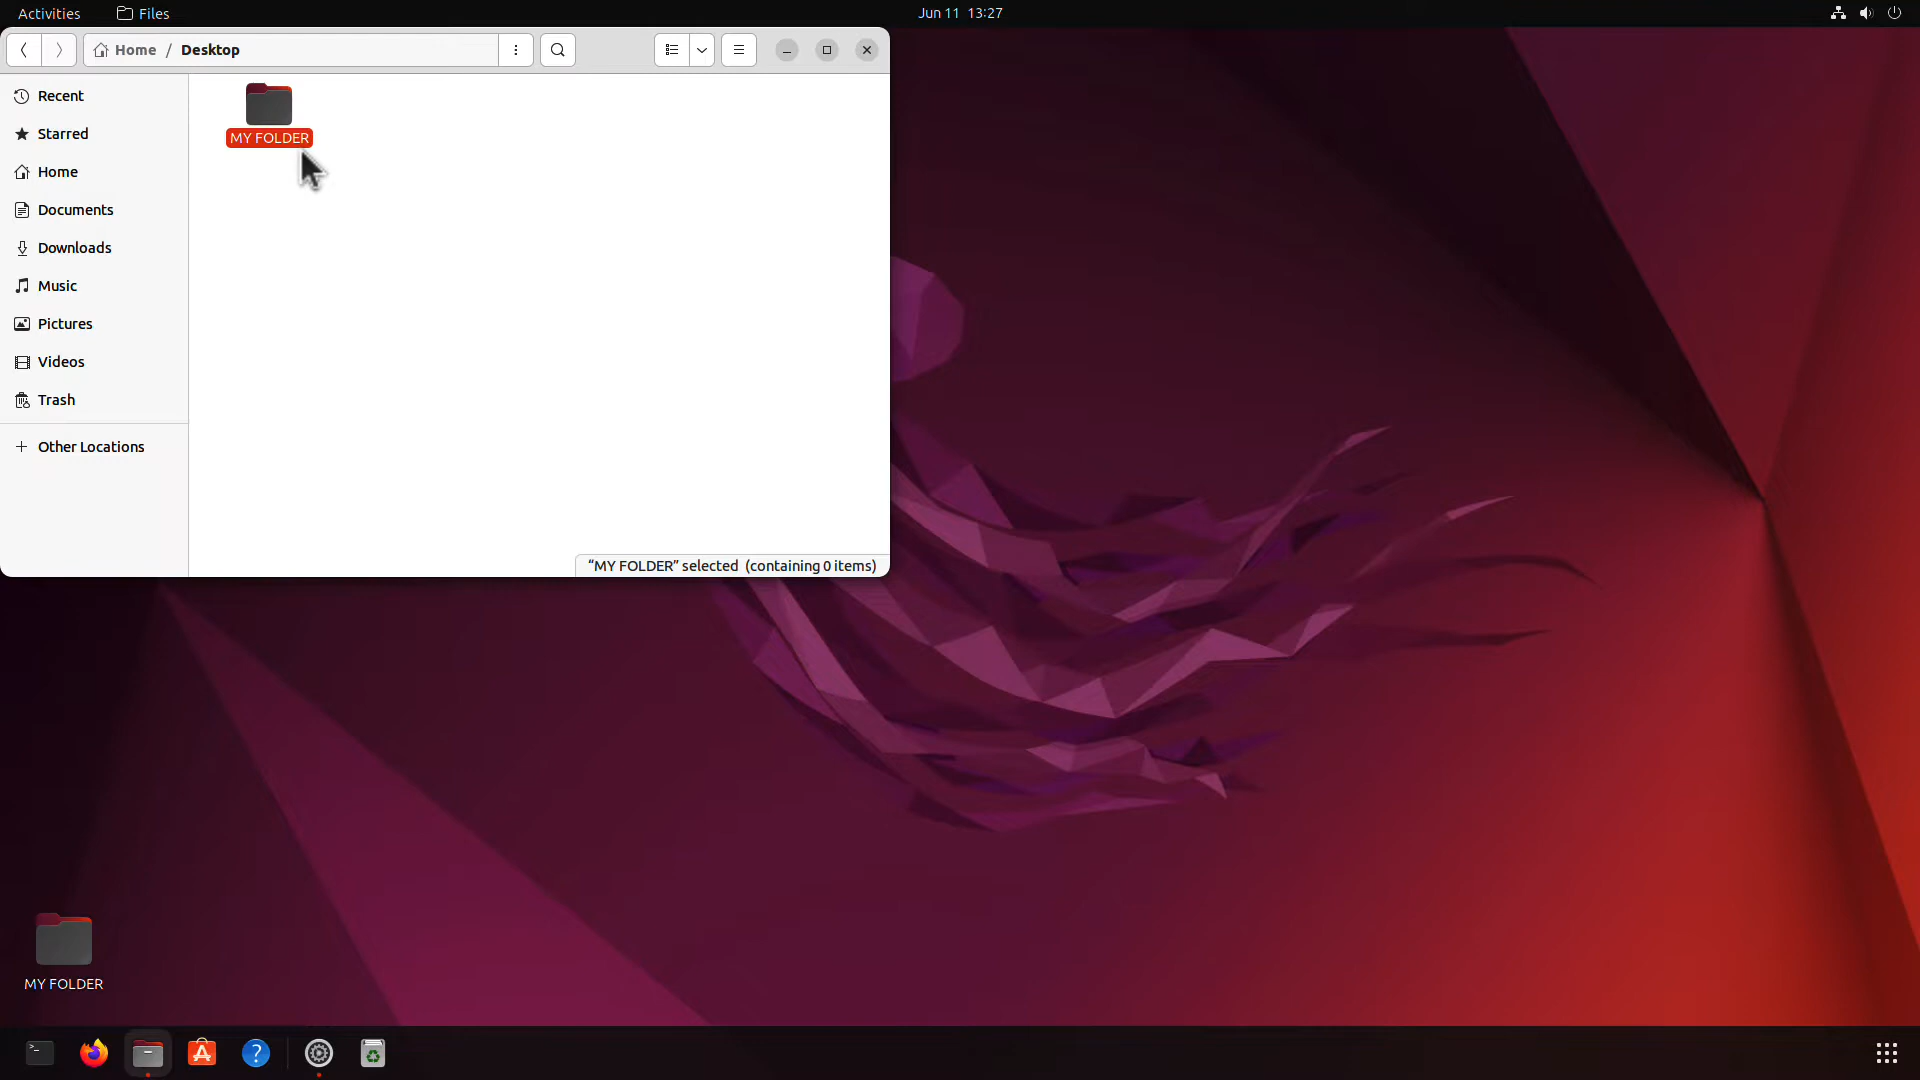 Activities
Files
Jun 11 13:27
Home / Desktop
Recent
Starred
Home
Documents
Downloads
Music
Pictures
Videos
Trash
Other Locations
MY FOLDER
“MY FOLDER” selected (containing 0 items)
MY FOLDER